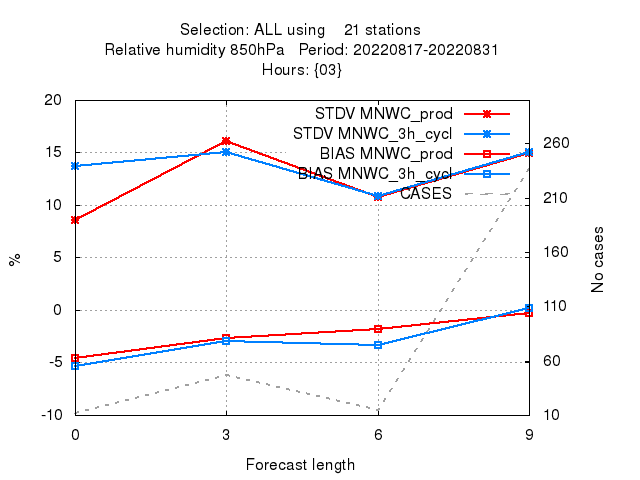 Selection: ALL using 21 stations
Relative humidity 850hPa Period: 20220817-20220831
Hours: {03}
STDV MNWC_prod
STDV MNWC_3h_cycl
BIAS MNWC_prod
BIAS MNWC_3h_cycl
CASES
20
15
10
5
0
-5
-10
%
260
210
160
110
60
10
No cases
0 3 6 9
Forecast length